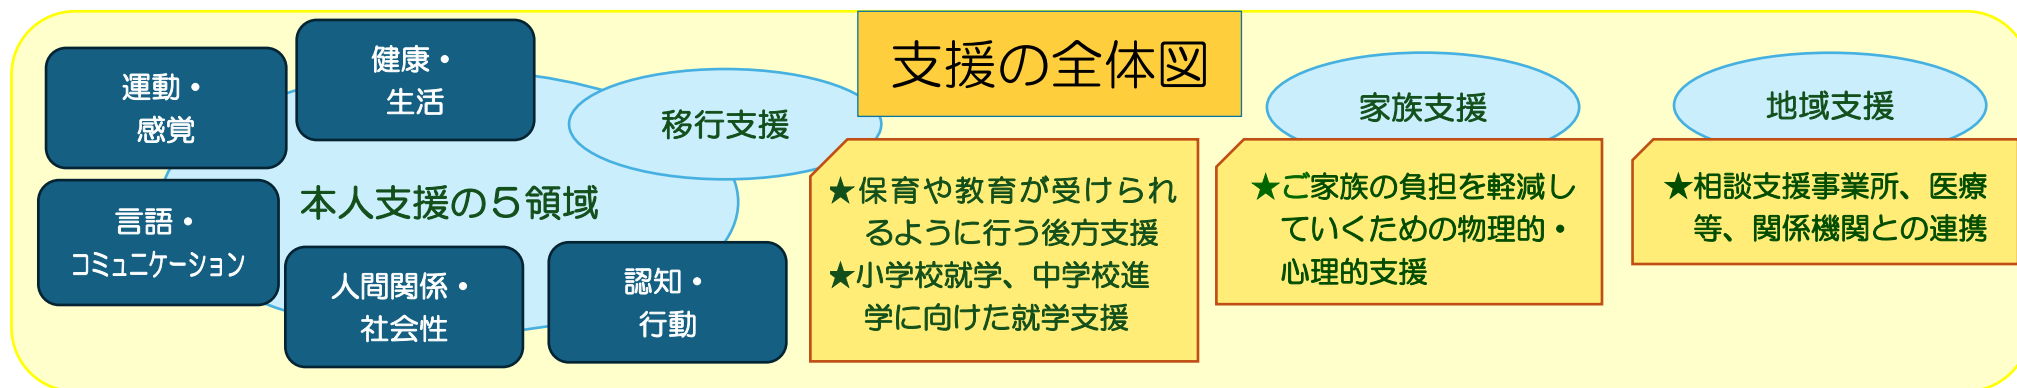 支援の全体図
運動・
感覚
健康・
生活
言語・
コミュニケーション
人間関係・
社会性
認知・
行動
本人支援の５領域
移行支援
★保育や教育が受けられ
るように行う後方支援
★小学校就学、中学校進
学に向けた就学支援
家族支援
★ご家族の負担を軽減し
ていくための物理的・
心理的支援
地域支援
★相談支援事業所、医療
等、関係機関との連携